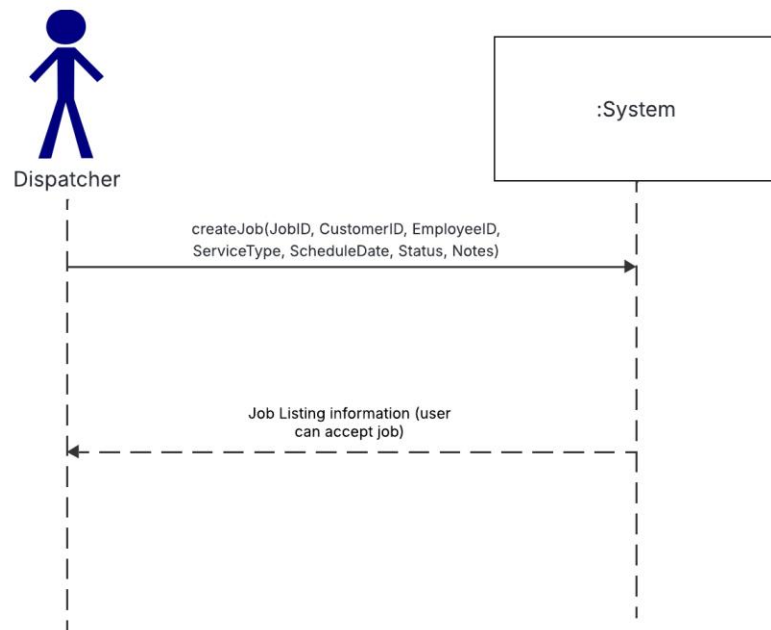 :System
Dispatcher
createJob(JobID, CustomerID, EmployeeID,
ServiceType, ScheduleDate, Status, Notes)
Job Listing information (user
can accept job)